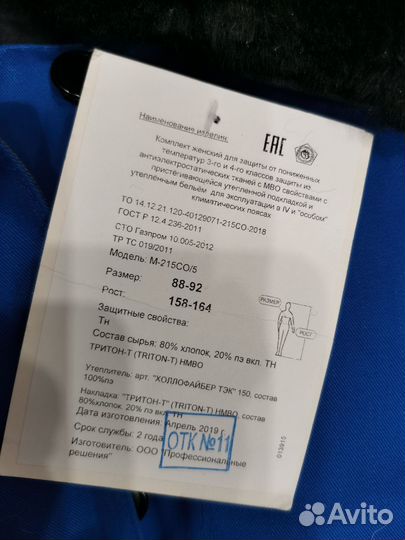 Наименование изделия:
ЕАС
Комплект женский для защиты от пониженных
температур 3-го и 4-го классов защиты из
антиэлектростатических тканей с МВО свойствами с
пристёгивающейся утепленной подкладкой и
утеплённым бельём для эксплуатации в IV и "особом"
климатических поясах
ТО 14.12.21.120-40129071-215СО-2018
ГОСТ Р 12.4.236-2011
СТО Газпром 10.005-2012
ТР ТС 019/2011
Модель: М-215СО/5
Размер: 88-92
Рост: 158-164
РАЗМЕР
РОСТ
Защитные свойства:
Тн
Состав сырья: 80% хлопок, 20% пэ вкл. ТН
ТРИТОН-Т (TRITON-T) НМВО
Утеплитель: арт. "ХОЛЛОФАЙБЕР ТЭК" 150, состав
100%пэ
Накладка: "ТРИТОН-Т" (TRITON-T) НМВО, состав
80%хлопок. 20% пэ вкл. ТН
Дата изготовления: Апрель 2019 г.
Срок службы: 2 года
Изготовитель: ООО "Профессиональные
решения"
ОТК №11
013915
Avito